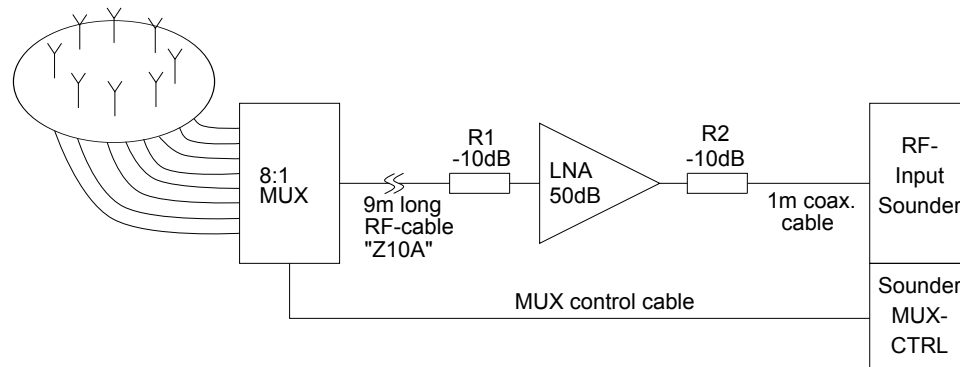 8:1
MUX
9m long
RF-cable
"Z10A"
R1
-10dB
LNA
50dB
R2
-10dB
1m coax.
cable
RF-
Input
Sounder
MUX control cable
Sounder
MUX-
CTRL